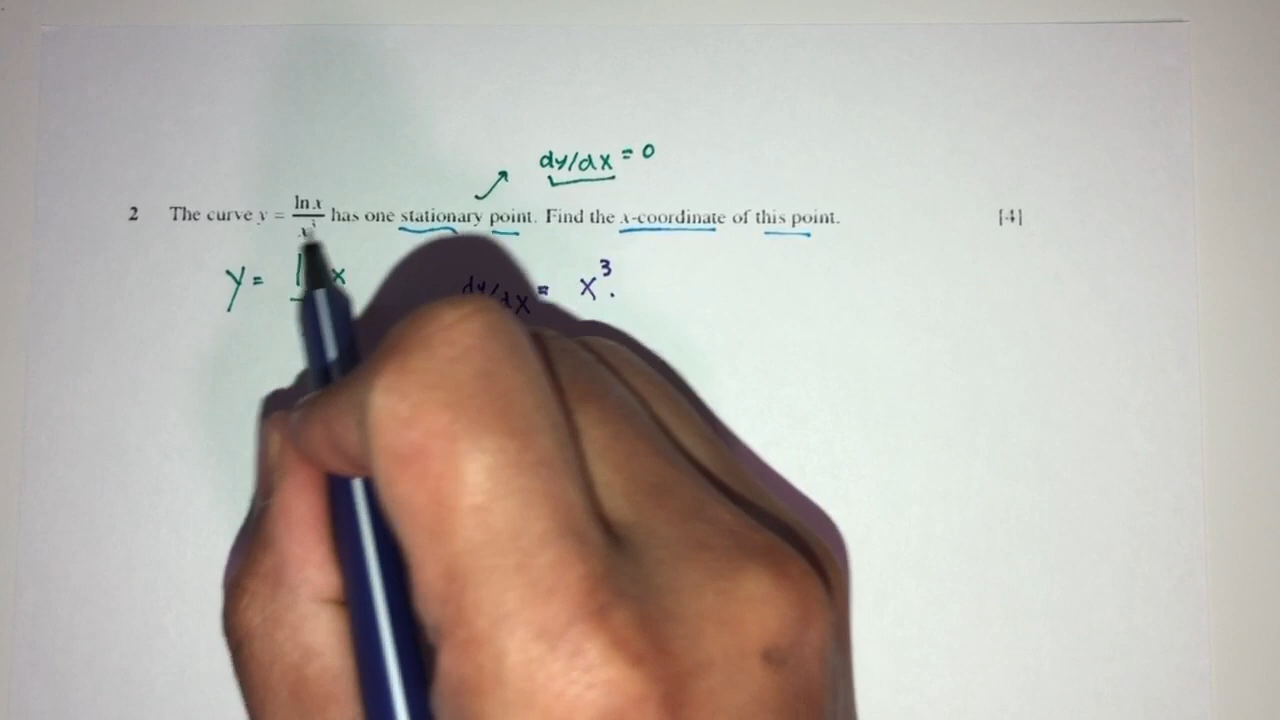 dy/dx = 0
2 The curve y = ln x / x³ has one stationary point. Find the x-coordinate of this point. [4]
y = x dy/dx = x³.